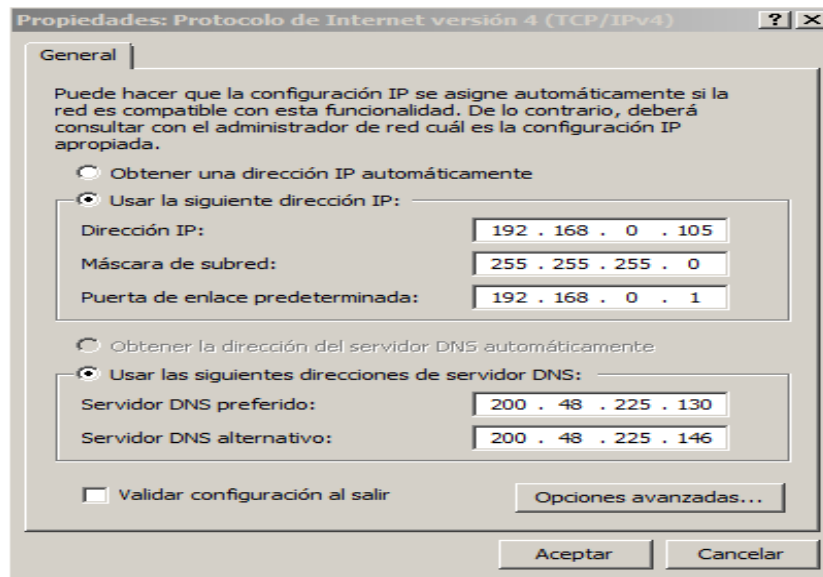 Propiedades: Protocolo de Internet versión 4 (TCP/IPv4)
General
Puede hacer que la configuración IP se asigne automáticamente si la
red es compatible con esta funcionalidad. De lo contrario, deberá
consultar con el administrador de red cuál es la configuración IP
apropiada.
Obtener una dirección IP automáticamente
Usar la siguiente dirección IP:
Dirección IP: 192 . 168 . 0 . 105
Máscara de subred: 255 . 255 . 255 . 0
Puerta de enlace predeterminada: 192 . 168 . 0 . 1
Obtener la dirección del servidor DNS automáticamente
Usar las siguientes direcciones de servidor DNS:
Servidor DNS preferido: 200 . 48 . 225 . 130
Servidor DNS alternativo: 200 . 48 . 225 . 146
Validar configuración al salir Opciones avanzadas...
Aceptar Cancelar